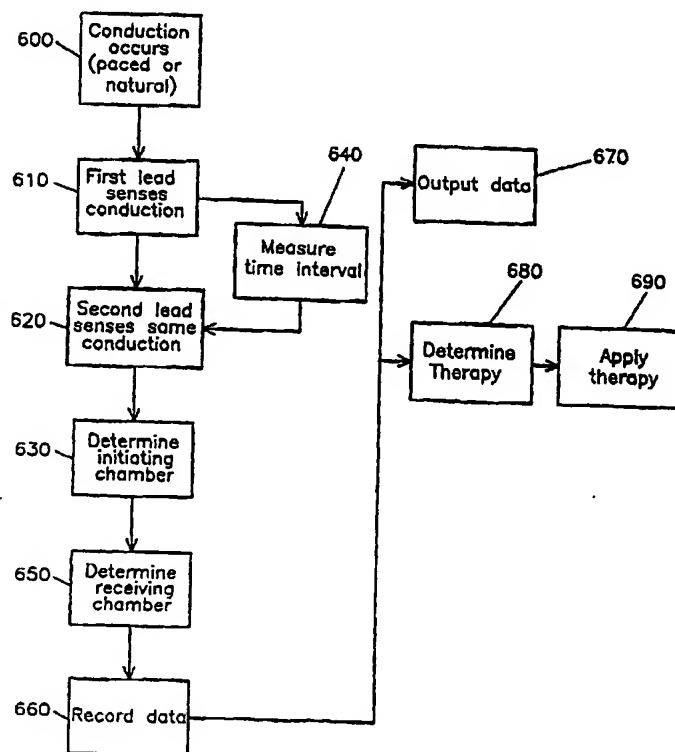 600
Conduction
occurs
(paced or
natural)
610
First lead
senses
conduction
640
Measure
time interval
620
Second lead
senses same
conduction
630
Determine
initiating
chamber
650
Determine
receiving
chamber
660
Record data
670
Output data
680
Determine
Therapy
690
Apply
therapy